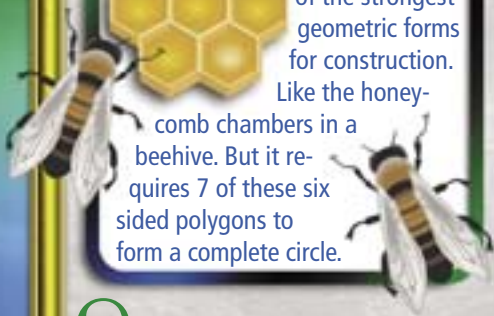 of the strongest
geometric forms
for construction.
Like the honey-
comb chambers in a
beehive. But it re-
quires 7 of these six
sided polygons to
form a complete circle.